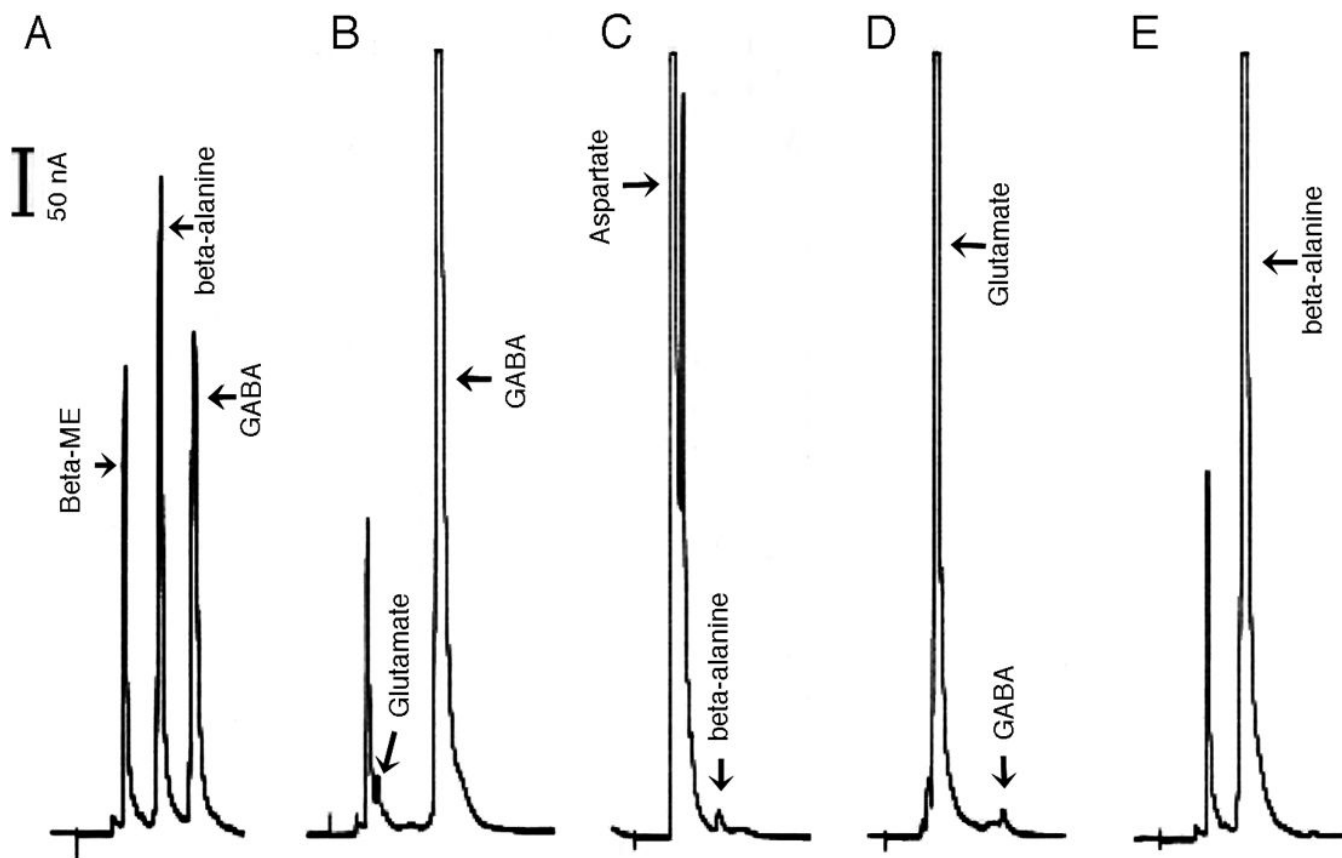 A
B
C
D
E
50 nA
Beta-ME
beta-alanine
GABA
Glutamate
GABA
Aspartate
beta-alanine
Glutamate
GABA
beta-alanine